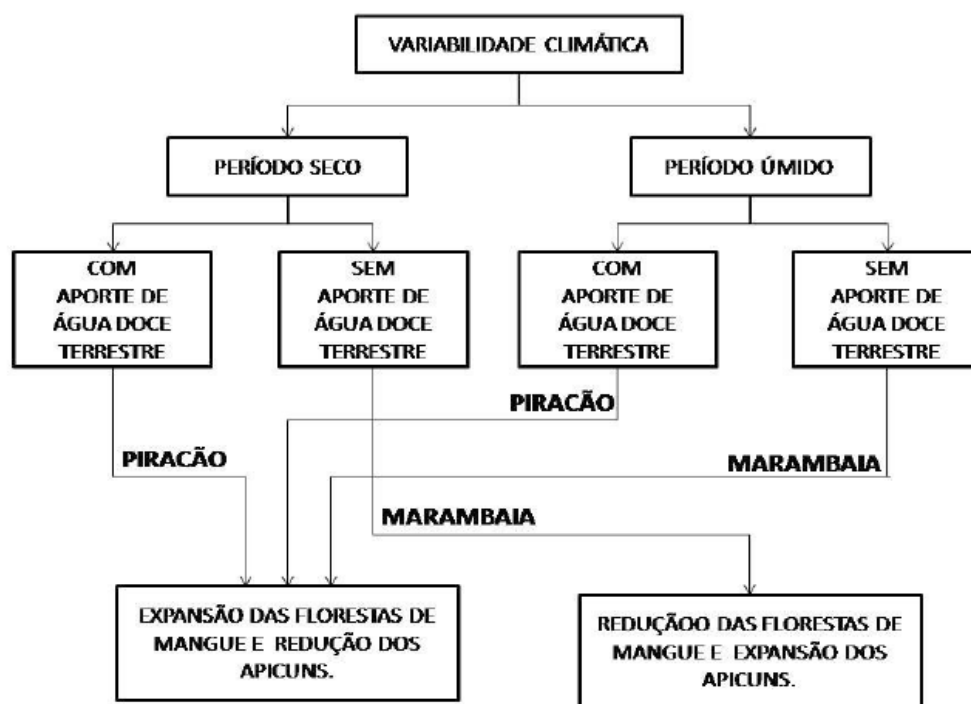 VARIABILIDADE CLIMÁTICA
PERÍODO SECO
PERÍODO ÚMIDO
COM
APORTE DE
ÁGUA DOCE
TERRESTRE
SEM
APORTE DE
ÁGUA DOCE
TERRESTRE
COM
APORTE DE
ÁGUA DOCE
TERRESTRE
SEM
APORTE DE
ÁGUA DOCE
TERRESTRE
PIRACÃO
PIRACÃO
MARAMBAIA
MARAMBAIA
EXPANSÃO DAS FLORESTAS DE
MANGUE E REDUÇÃO DOS
APICUNS.
REDUÇÃOO DAS FLORESTAS DE
MANGUE E EXPANSÃO DOS
APICUNS.